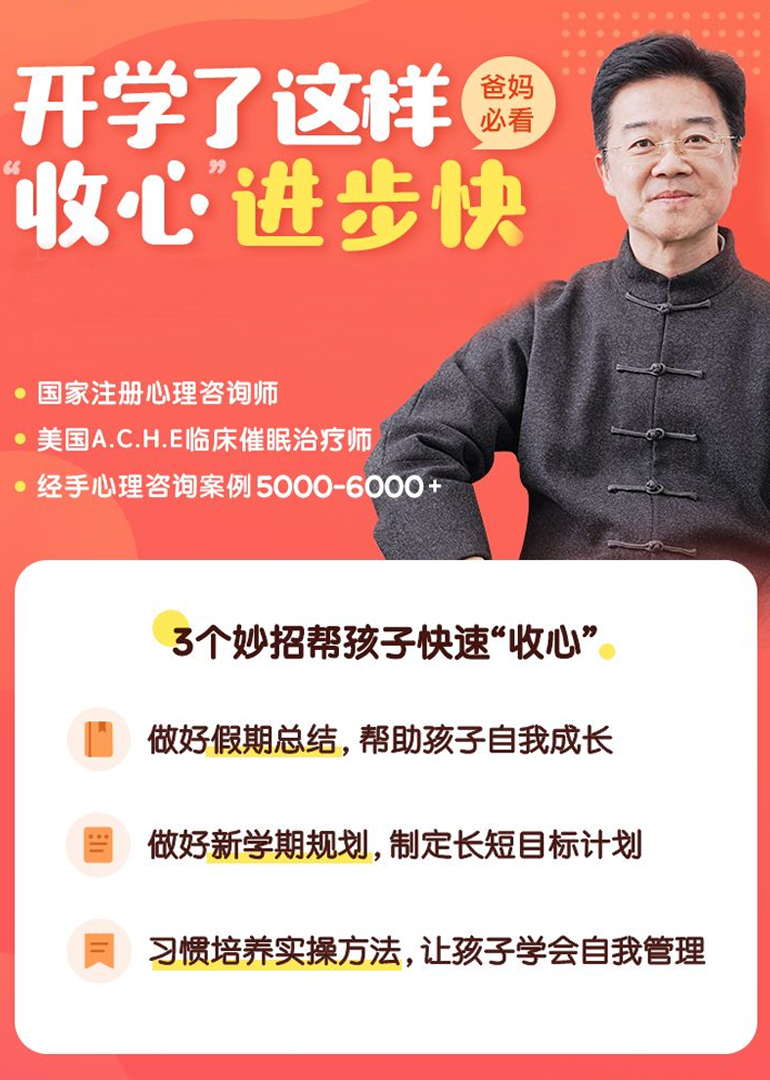 开学了这样
爸妈
必看
“收心”进步快
国家注册心理咨询师
美国A.C.H.E临床催眠治疗师
经手心理咨询案例5000-6000+
3个妙招帮孩子快速“收心”
做好假期总结，帮助孩子自我成长
做好新学期规划，制定长短目标计划
习惯培养实操方法，让孩子学会自我管理